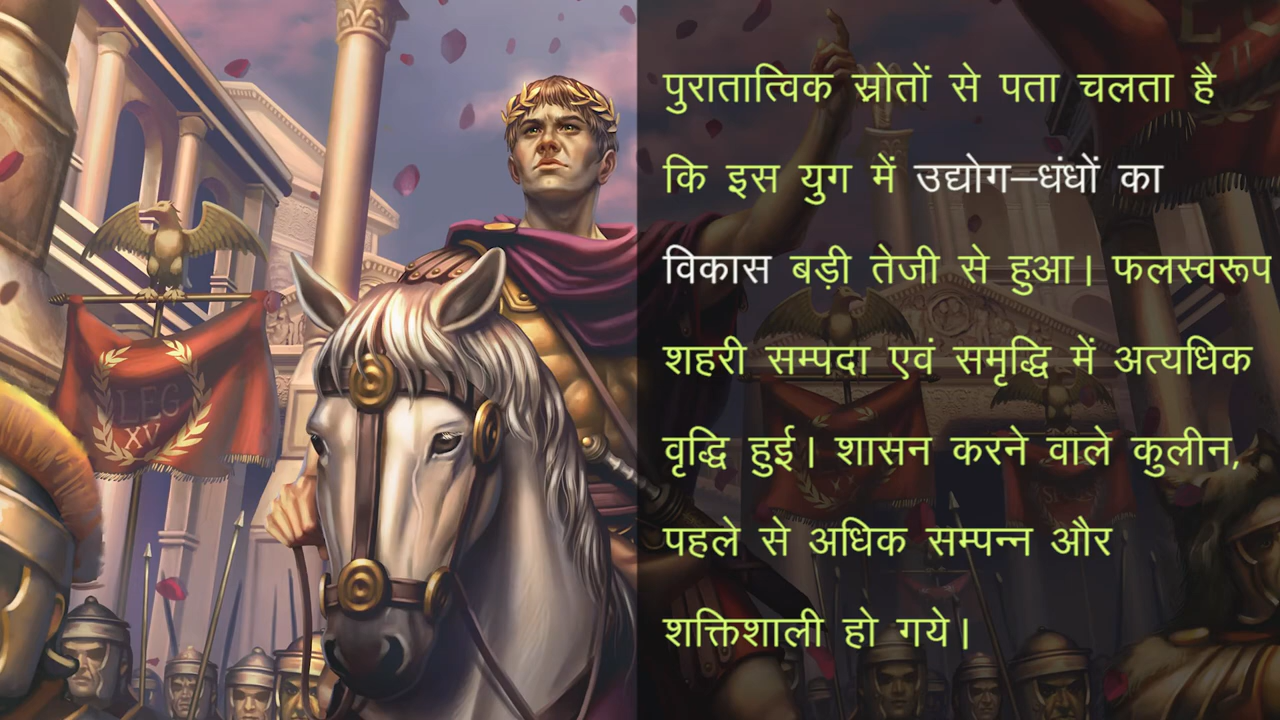 LEG
XV
पुरातात्विक स्रोतों से पता चलता है
कि इस युग में उद्योग–धंधों का
विकास बड़ी तेजी से हुआ। फलस्वरूप
शहरी सम्पदा एवं समृद्धि में अत्यधिक
वृद्धि हुई। शासन करने वाले कुलीन,
पहले से अधिक सम्पन्न और
शक्तिशाली हो गये।